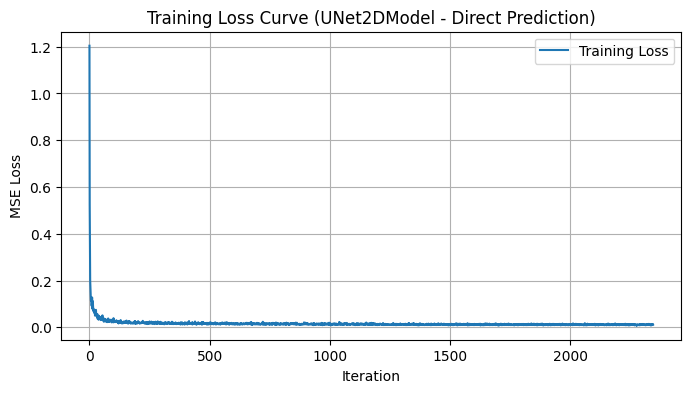 Training Loss Curve (UNet2DModel - Direct Prediction)
Training Loss
MSE Loss
1.2
1.0
0.8
0.6
0.4
0.2
0.0
0 500 1000 1500 2000
Iteration